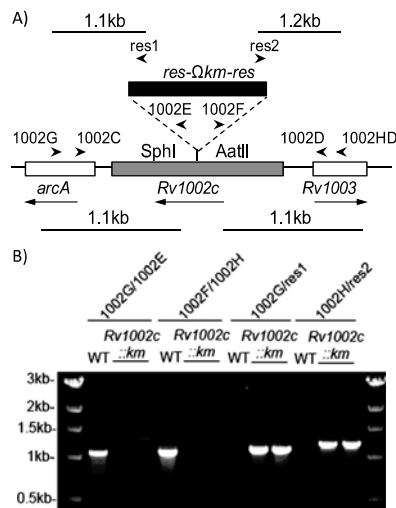 A)
1.1kb 1.2kb
res1 res2
res-Ωkm-res
1002E 1002F
1002G 1002C SphI AatII 1002D 1002HD
arcA Rv1002c Rv1003
1.1kb 1.1kb
B)
1002G/1002E 1002F/1002H 1002G/res1 1002H/res2
Rv1002c Rv1002c Rv1002c Rv1002c
WT ::km WT ::km WT ::km WT ::km
3kb-
2kb-
1.5kb-
1kb-
0.5kb-